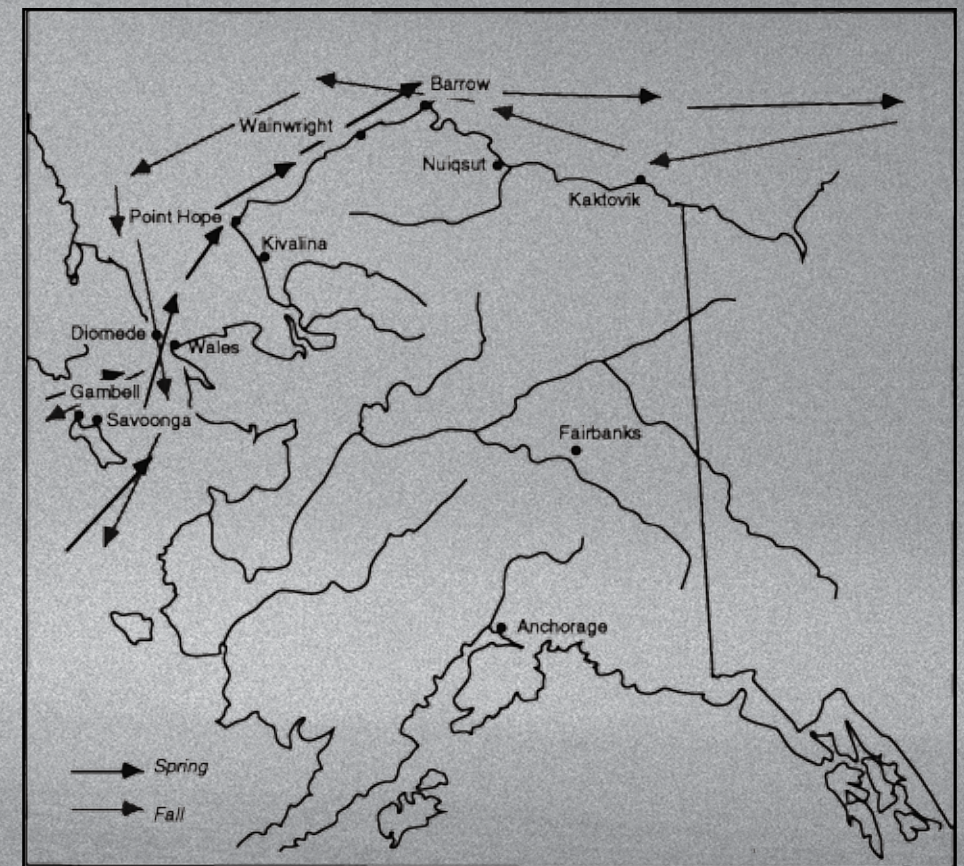 Barrow
Wainwright
Nuiqsut
Kaktovik
Point Hope
Kivalina
Diomede
Wales
Gambell
Savoonga
Fairbanks
Anchorage
Spring
Fall